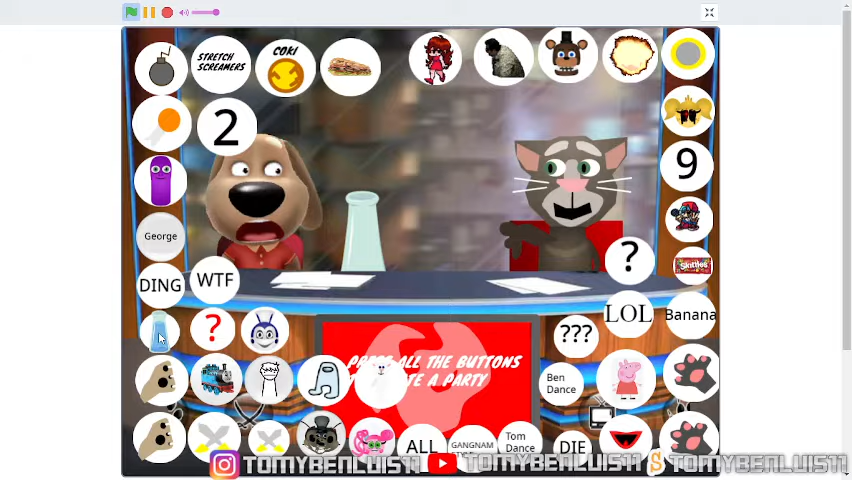 STRETCH
SCREAMERS
COKI
2
9
George
DING
WTF
?
?
Skittles
LOL
Banana
???
ALL THE BUTTONS
A PARTY
Ben
Dance
ALL
GANGNAM
Tom
Dance
DIE
TOMYBENLUIS11 TOMYBENLUIS11 TOMYBENLUIS11